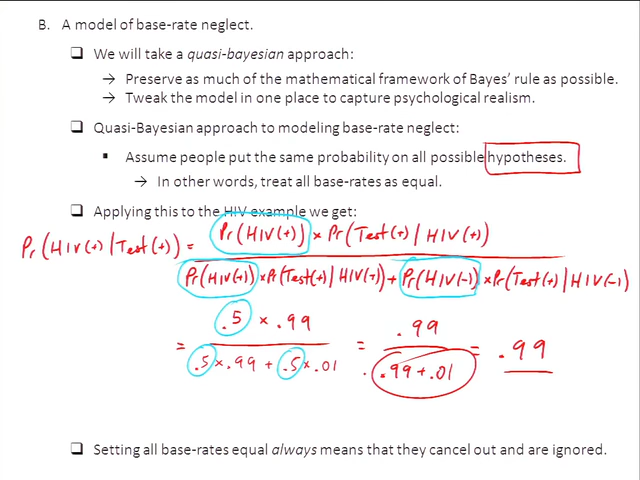 B. A model of base-rate neglect.
❑ We will take a quasi-bayesian approach:
→ Preserve as much of the mathematical framework of Bayes' rule as possible.
→ Tweak the model in one place to capture psychological realism.
❑ Quasi-Bayesian approach to modeling base-rate neglect:
▪ Assume people put the same probability on all possible hypotheses.
→ In other words, treat all base-rates as equal.
❑ Applying this to the HIV example we get:
Pr(HIV(+)|Test(+)) = Pr(HIV(+)) × Pr(Test(+)|HIV(+))
Pr(HIV(+)) × Pr(Test(+)|HIV(+)) + Pr(HIV(-)) × Pr(Test(+)|HIV(-))
= .5 × .99 = .99 = .99
.5 × .99 + .5 × .01 .99 + .01
❑ Setting all base-rates equal always means that they cancel out and are ignored.